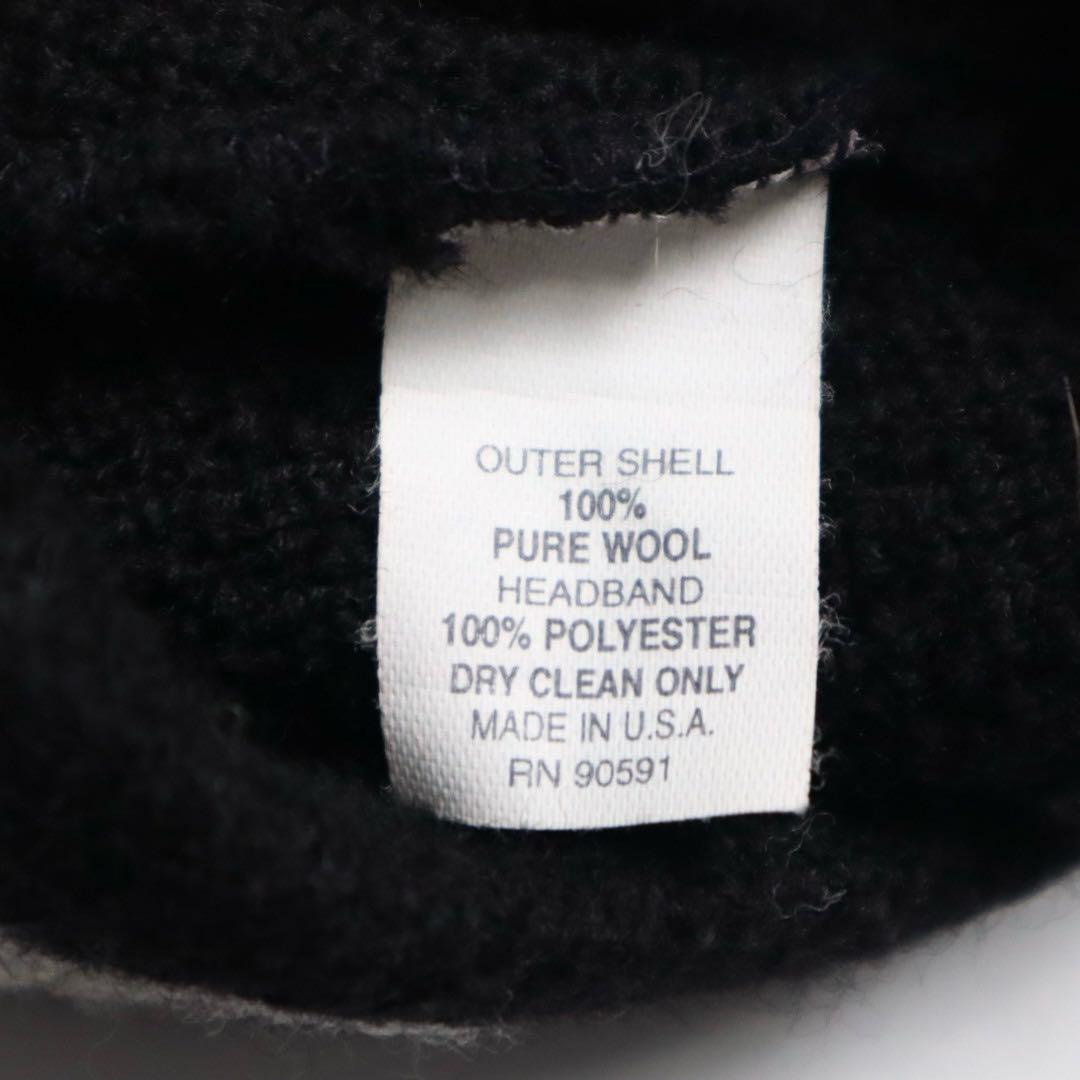 OUTER SHELL
100%
PURE WOOL
HEADBAND
100% POLYESTER
DRY CLEAN ONLY
MADE IN U.S.A.
RN 90591